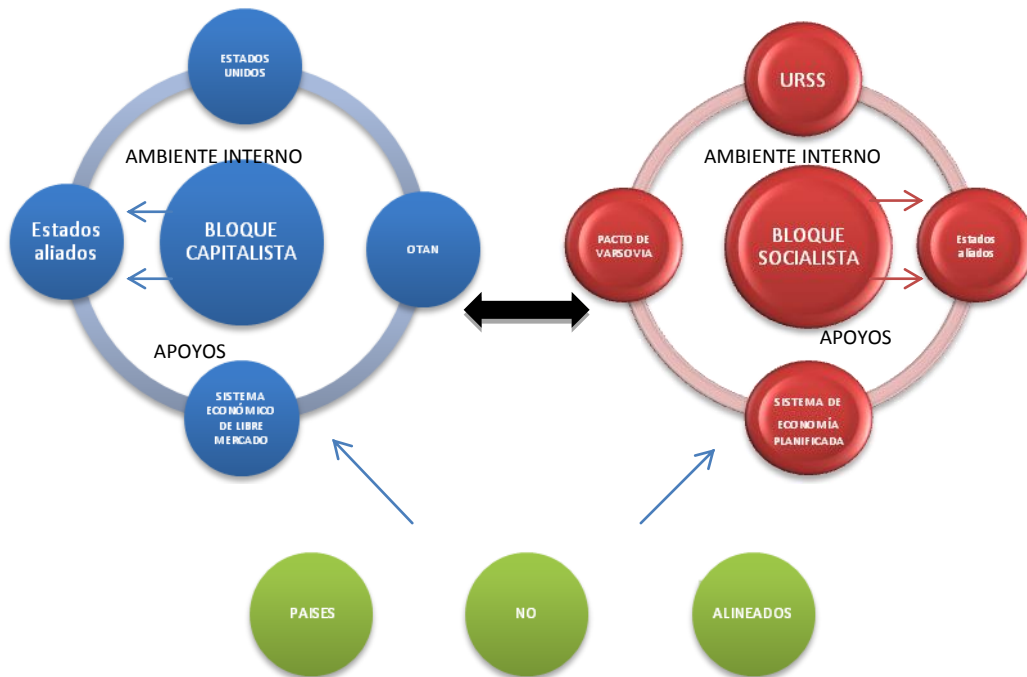 ESTADOS
UNIDOS
AMBIENTE INTERNO
Estados
aliados
BLOQUE
CAPITALISTA
OTAN
APOYOS
SISTEMA
ECONÓMICO
DE LIBRE
MERCADO
URSS
AMBIENTE INTERNO
PACTO DE
VARSOVIA
BLOQUE
SOCIALISTA
Estados
aliados
APOYOS
SISTEMA DE
ECONOMÍA
PLANIFICADA
PAISES
NO
ALINEADOS